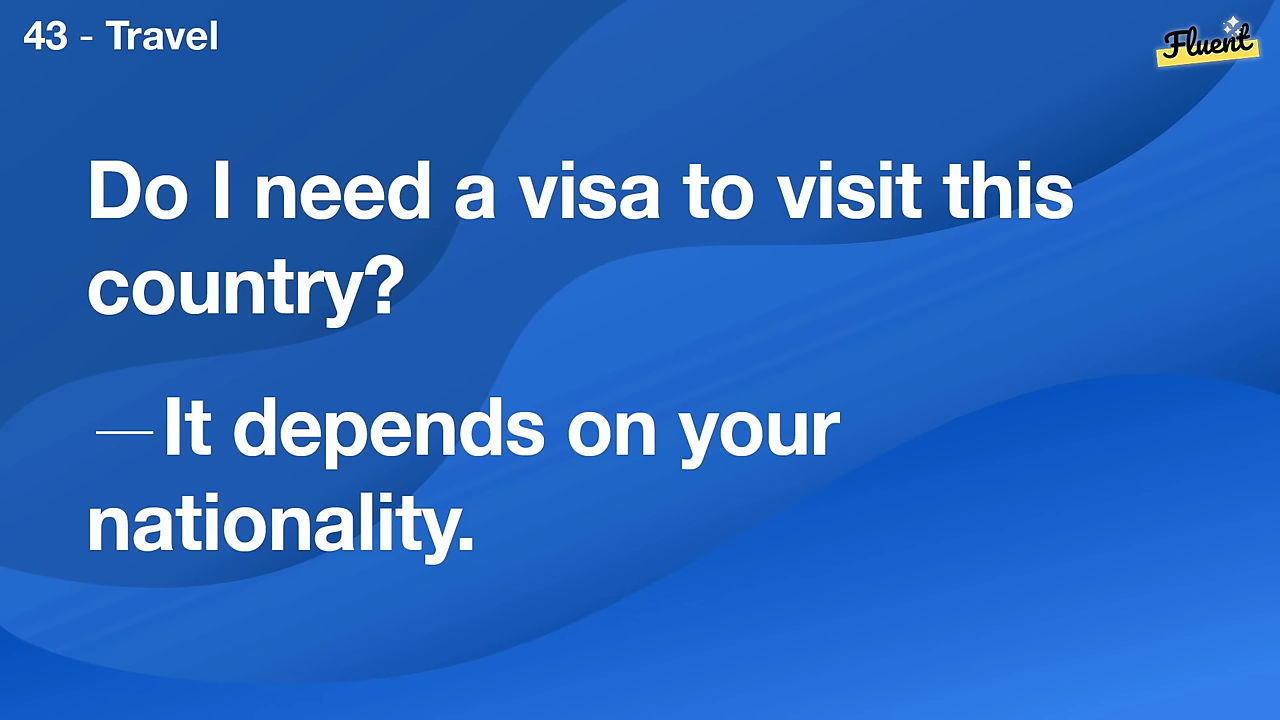 43 - Travel
Fluent
Do I need a visa to visit this
country?
—It depends on your
nationality.